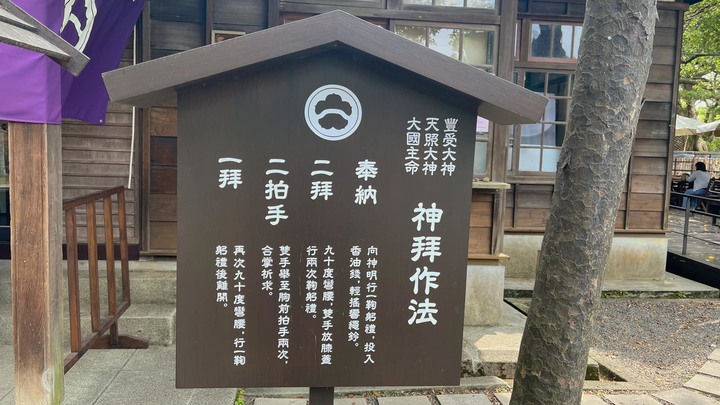 豐受大神
天照大神
大國主命
神拜作法
奉納
向神明行一鞠躬禮,投入
香油錢,輕搖響繩鈴。
二拜
九十度彎腰,雙手放膝蓋
行兩次鞠躬禮。
二拍手
雙手舉至胸前拍手兩次,
合掌祈求。
一拜
再次九十度彎腰,行一鞠
躬禮後離開。